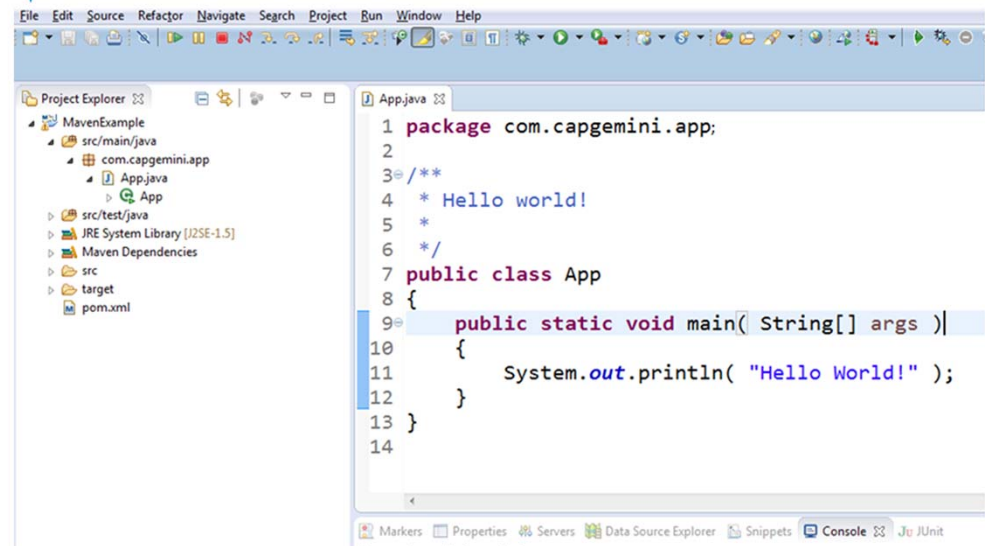 File Edit Source Refactor Navigate Search Project Run Window Help
Project Explorer
MavenExample
src/main/java
com.capgemini.app
App.java
App
src/test/java
JRE System Library [J2SE-1.5]
Maven Dependencies
src
target
pom.xml
App.java
1 package com.capgemini.app;
2
3 /**
4  * Hello world!
5  *
6  */
7 public class App
8 {
9     public static void main( String[] args )
10     {
11         System.out.println( "Hello World!" );
12     }
13 }
14
Markers Properties Servers Data Source Explorer Snippets Console JUnit